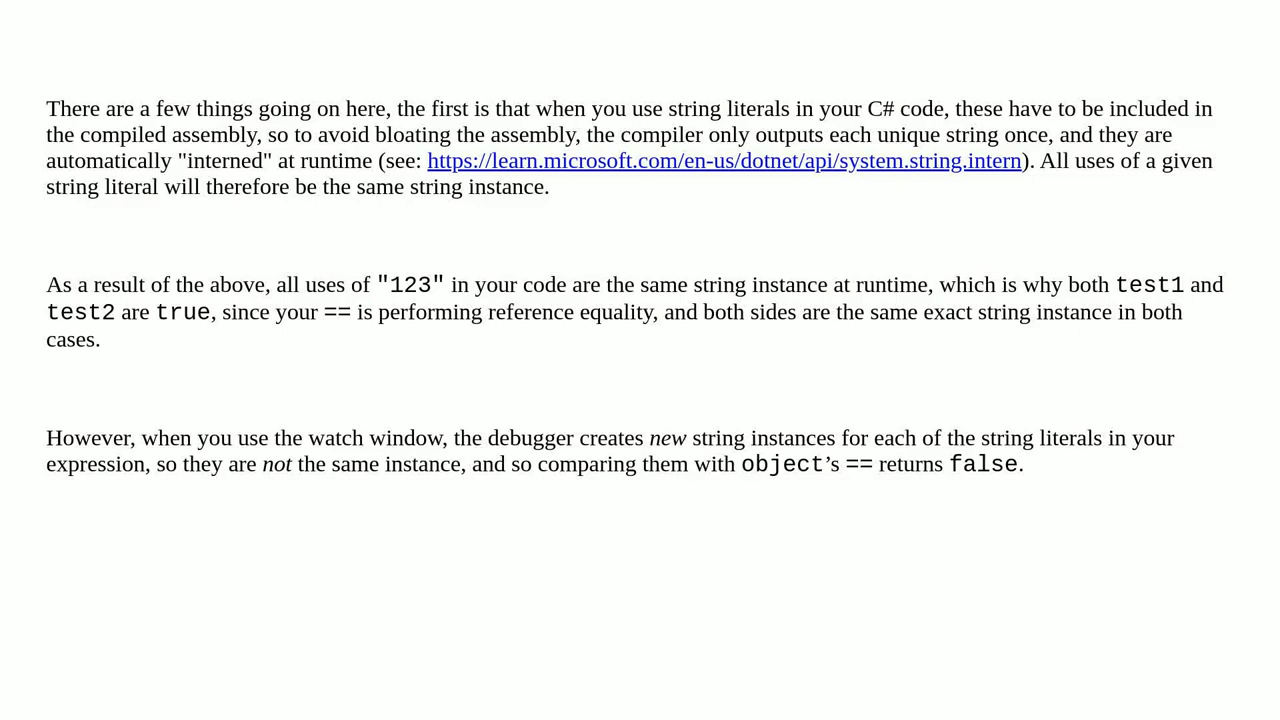 There are a few things going on here, the first is that when you use string literals in your C# code, these have to be included in
the compiled assembly, so to avoid bloating the assembly, the compiler only outputs each unique string once, and they are
automatically "interned" at runtime (see: https://learn.microsoft.com/en-us/dotnet/api/system.string.intern). All uses of a given
string literal will therefore be the same string instance.
As a result of the above, all uses of "123" in your code are the same string instance at runtime, which is why both test1 and
test2 are true, since your == is performing reference equality, and both sides are the same exact string instance in both
cases.
However, when you use the watch window, the debugger creates new string instances for each of the string literals in your
expression, so they are not the same instance, and so comparing them with object’s == returns false.